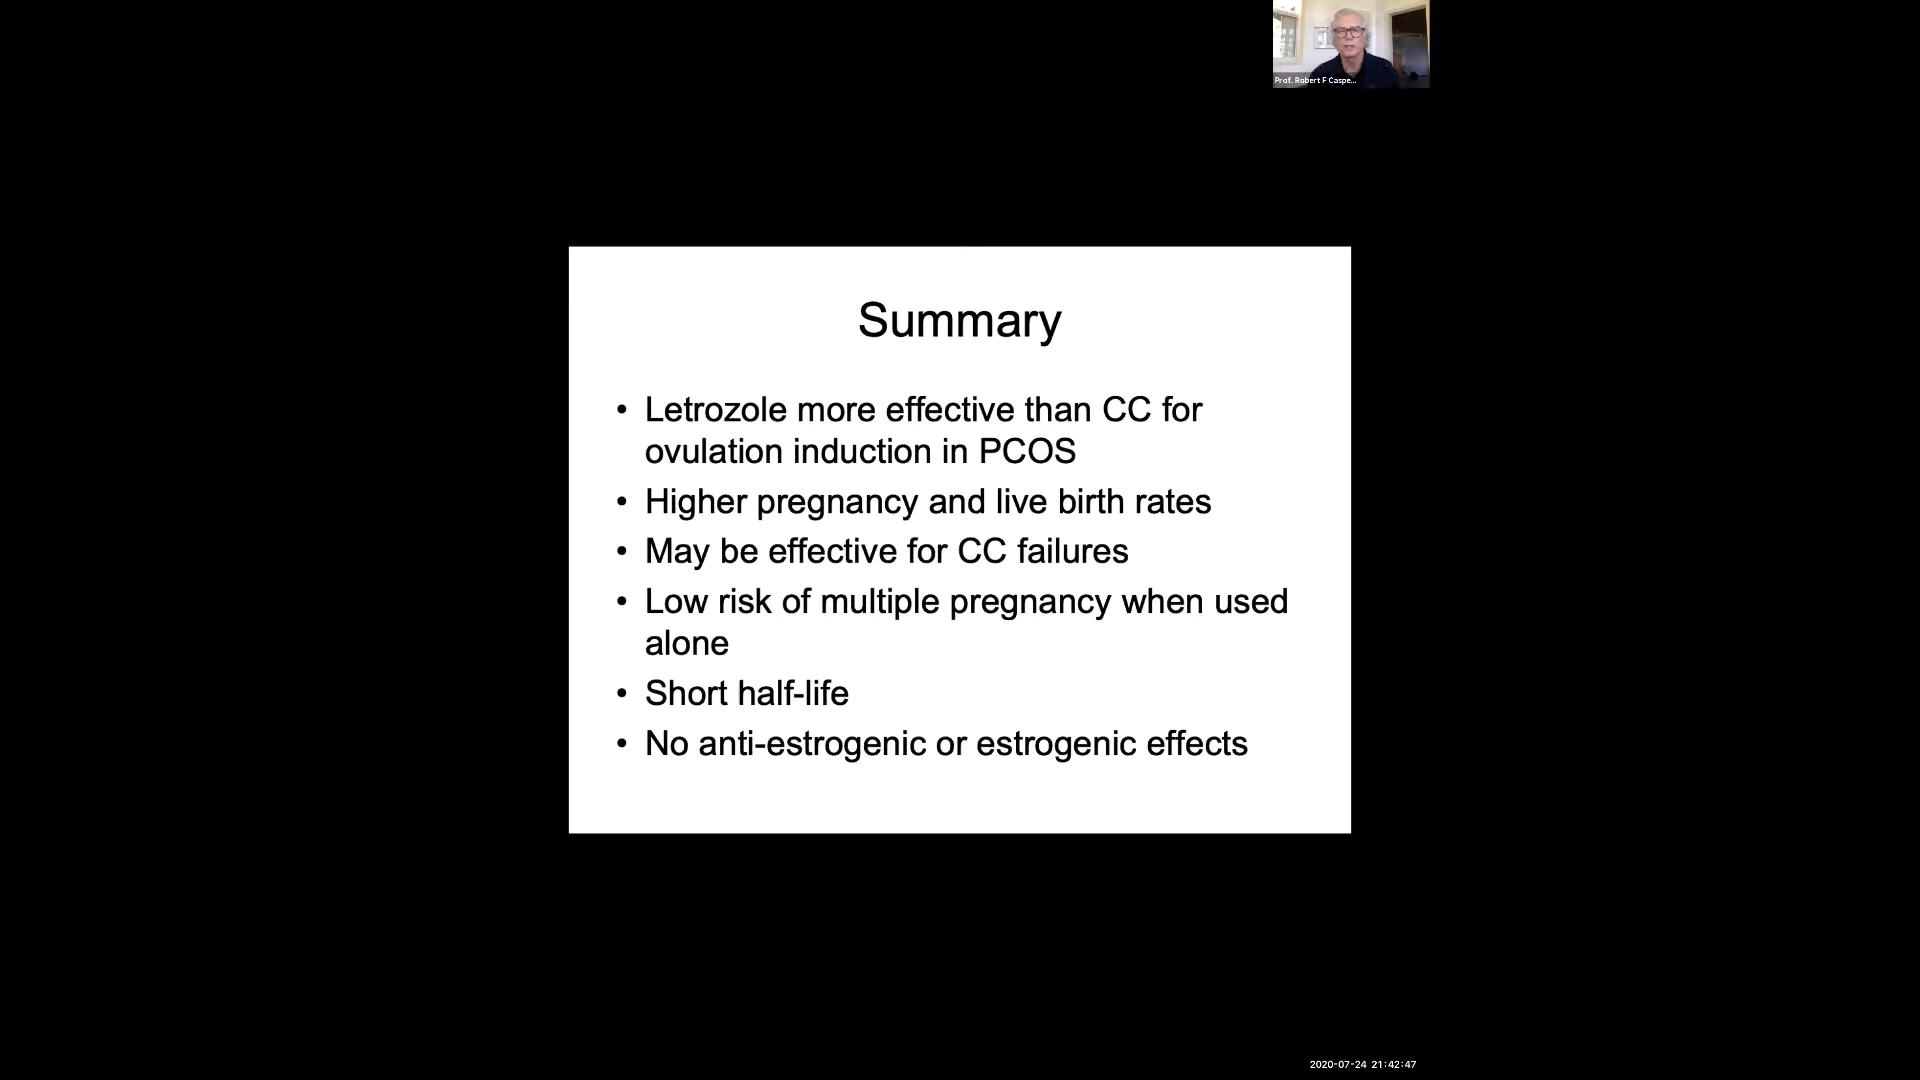 Prof. Robert F Caspe...
Summary
• Letrozole more effective than CC for
ovulation induction in PCOS
• Higher pregnancy and live birth rates
• May be effective for CC failures
• Low risk of multiple pregnancy when used
alone
• Short half-life
• No anti-estrogenic or estrogenic effects
2020-07-24 21:42:47